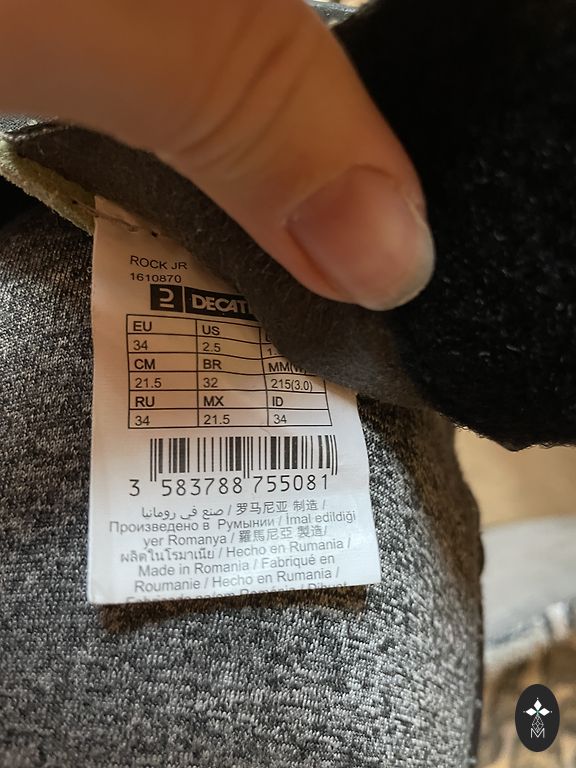 ROCK JR
1610870
DECAT
EU US
34 2.5
CM BR MM(W)
21.5 32 215(3.0)
RU MX ID
34 21.5 34
3 583788 755081
صنع في رومانيا / 罗马尼亚 制造 /
Произведено в Румынии / İmal edildiği
yer Romanya / 羅馬尼亞 製造/
ผลิตในโรมาเนีย / Hecho en Rumania /
Made in Romania / Fabriqué en
Roumanie / Hecho en Rumania /
M